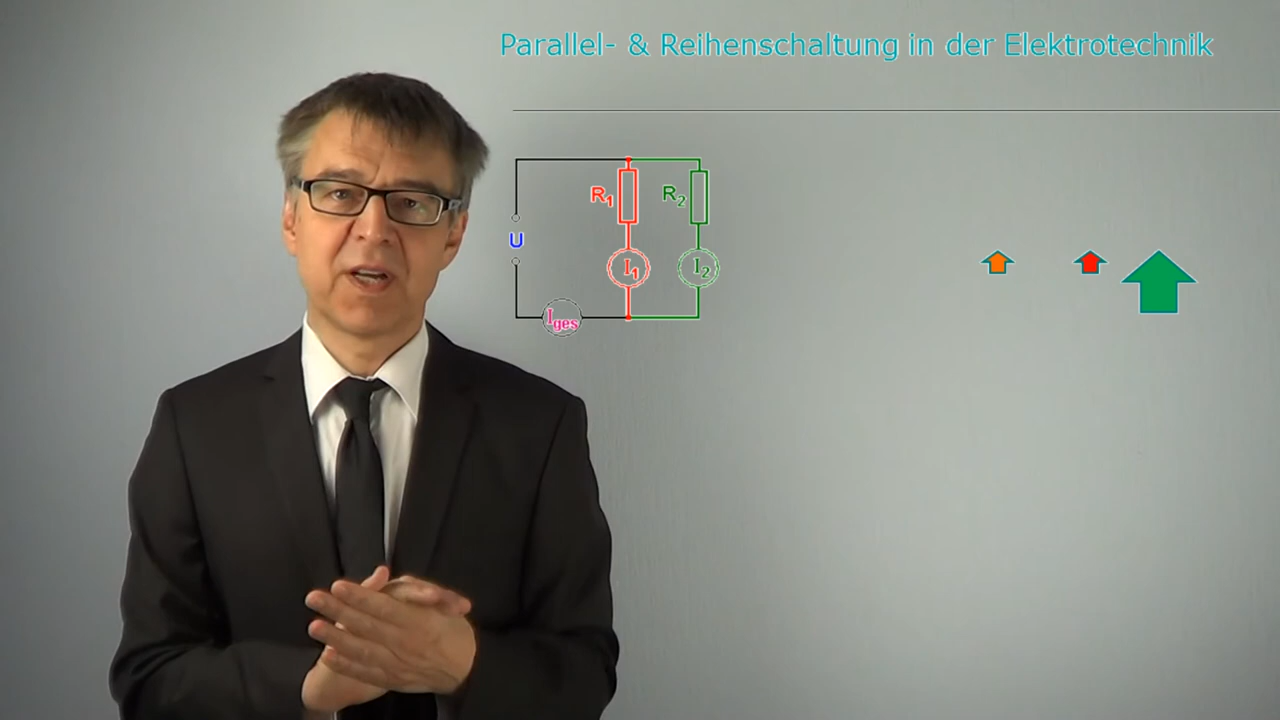 Parallel- & Reihenschaltung in der Elektrotechnik
R1 R2
U
I1 I2
Iges